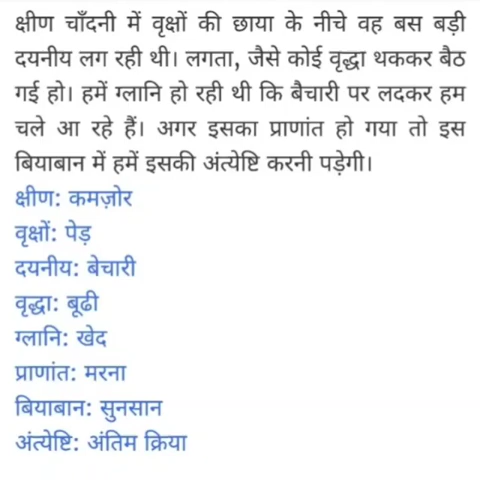 क्षीण चाँदनी में वृक्षों की छाया के नीचे वह बस बड़ी
दयनीय लग रही थी। लगता, जैसे कोई वृद्धा थककर बैठ
गई हो। हमें ग्लानि हो रही थी कि बैचारी पर लदकर हम
चले आ रहे हैं। अगर इसका प्राणांत हो गया तो इस
बियाबान में हमें इसकी अंत्येष्टि करनी पड़ेगी।
क्षीण: कमज़ोर
वृक्षों: पेड़
दयनीय: बेचारी
वृद्धा: बूढी
ग्लानि: खेद
प्राणांत: मरना
बियाबान: सुनसान
अंत्येष्टि: अंतिम क्रिया